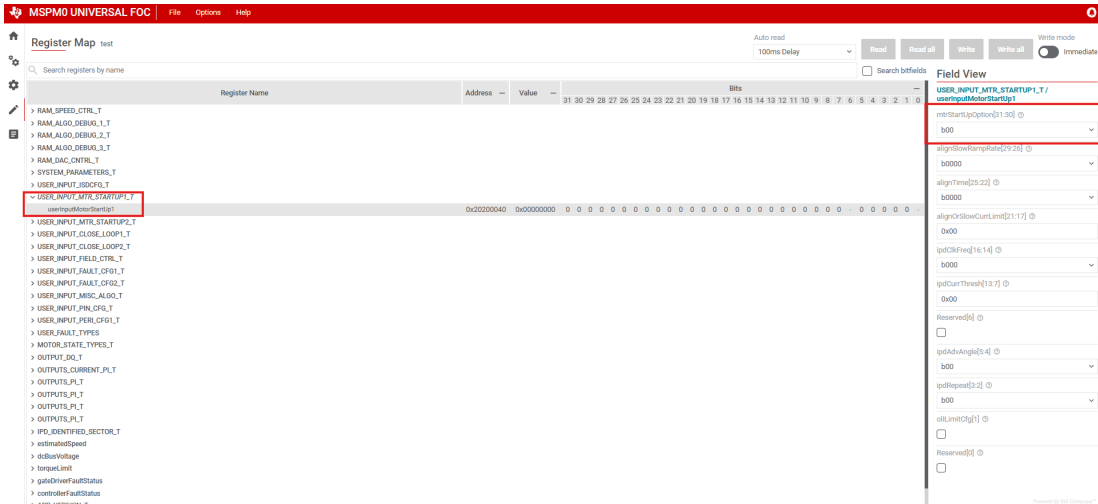 MSPM0 UNIVERSAL FOC File Options Help
Register Map test
Auto read
100ms Delay
Read
Read all
Write
Write all
Write mode
Immediate
Search registers by name
Search bitfields
Register Name Address Value Bits
31 30 29 28 27 26 25 24 23 22 21 20 19 18 17 16 15 14 13 12 11 10 9 8 7 6 5 4 3 2 1 0
> RAM_SPEED_CTRL_T
> RAM_ALGO_DEBUG_1_T
> RAM_ALGO_DEBUG_2_T
> RAM_ALGO_DEBUG_3_T
> RAM_DAC_CNTRL_T
> SYSTEM_PARAMETERS_T
> USER_INPUT_ISDCFG_T
USER_INPUT_MTR_STARTUP1_T
userInputMotorStartUp1 0x20200040 0x00000000 0 0 0 0 0 0 0 0 0 0 0 0 0 0 0 0 0 0 0 0 0 0 0 0 0 - 0 0 0 0 0 -
> USER_INPUT_MTR_STARTUP2_T
> USER_INPUT_CLOSE_LOOP1_T
> USER_INPUT_CLOSE_LOOP2_T
> USER_INPUT_FIELD_CTRL_T
> USER_INPUT_FAULT_CFG1_T
> USER_INPUT_FAULT_CFG2_T
> USER_INPUT_MISC_ALGO_T
> USER_INPUT_PIN_CFG_T
> USER_INPUT_PERI_CFG1_T
> USER_FAULT_TYPES
> MOTOR_STATE_TYPES_T
> OUTPUT_DQ_T
> OUTPUTS_CURRENT_PI_T
> OUTPUTS_PI_T
> OUTPUTS_PI_T
> OUTPUTS_PI_T
> OUTPUTS_PI_T
> IPD_IDENTIFIED_SECTOR_T
> estimatedSpeed
> dcBusVoltage
> torqueLimit
> gateDriverFaultStatus
> controllerFaultStatus
> APP_VERSION_T
Field View
USER_INPUT_MTR_STARTUP1_T /
userInputMotorStartUp1
mtrStartUpOption[31:30]
b00
alignSlowRampRate[29:26]
b0000
alignTime[25:22]
b0000
alignOrSlowCurrLimit[21:17]
0x00
ipdClkFreq[16:14]
b000
ipdCurrThresh[13:7]
0x00
Reserved[6]
ipdAdvAngle[5:4]
b00
ipdRepeat[3:2]
b00
olILimitCfg[1]
Reserved[0]